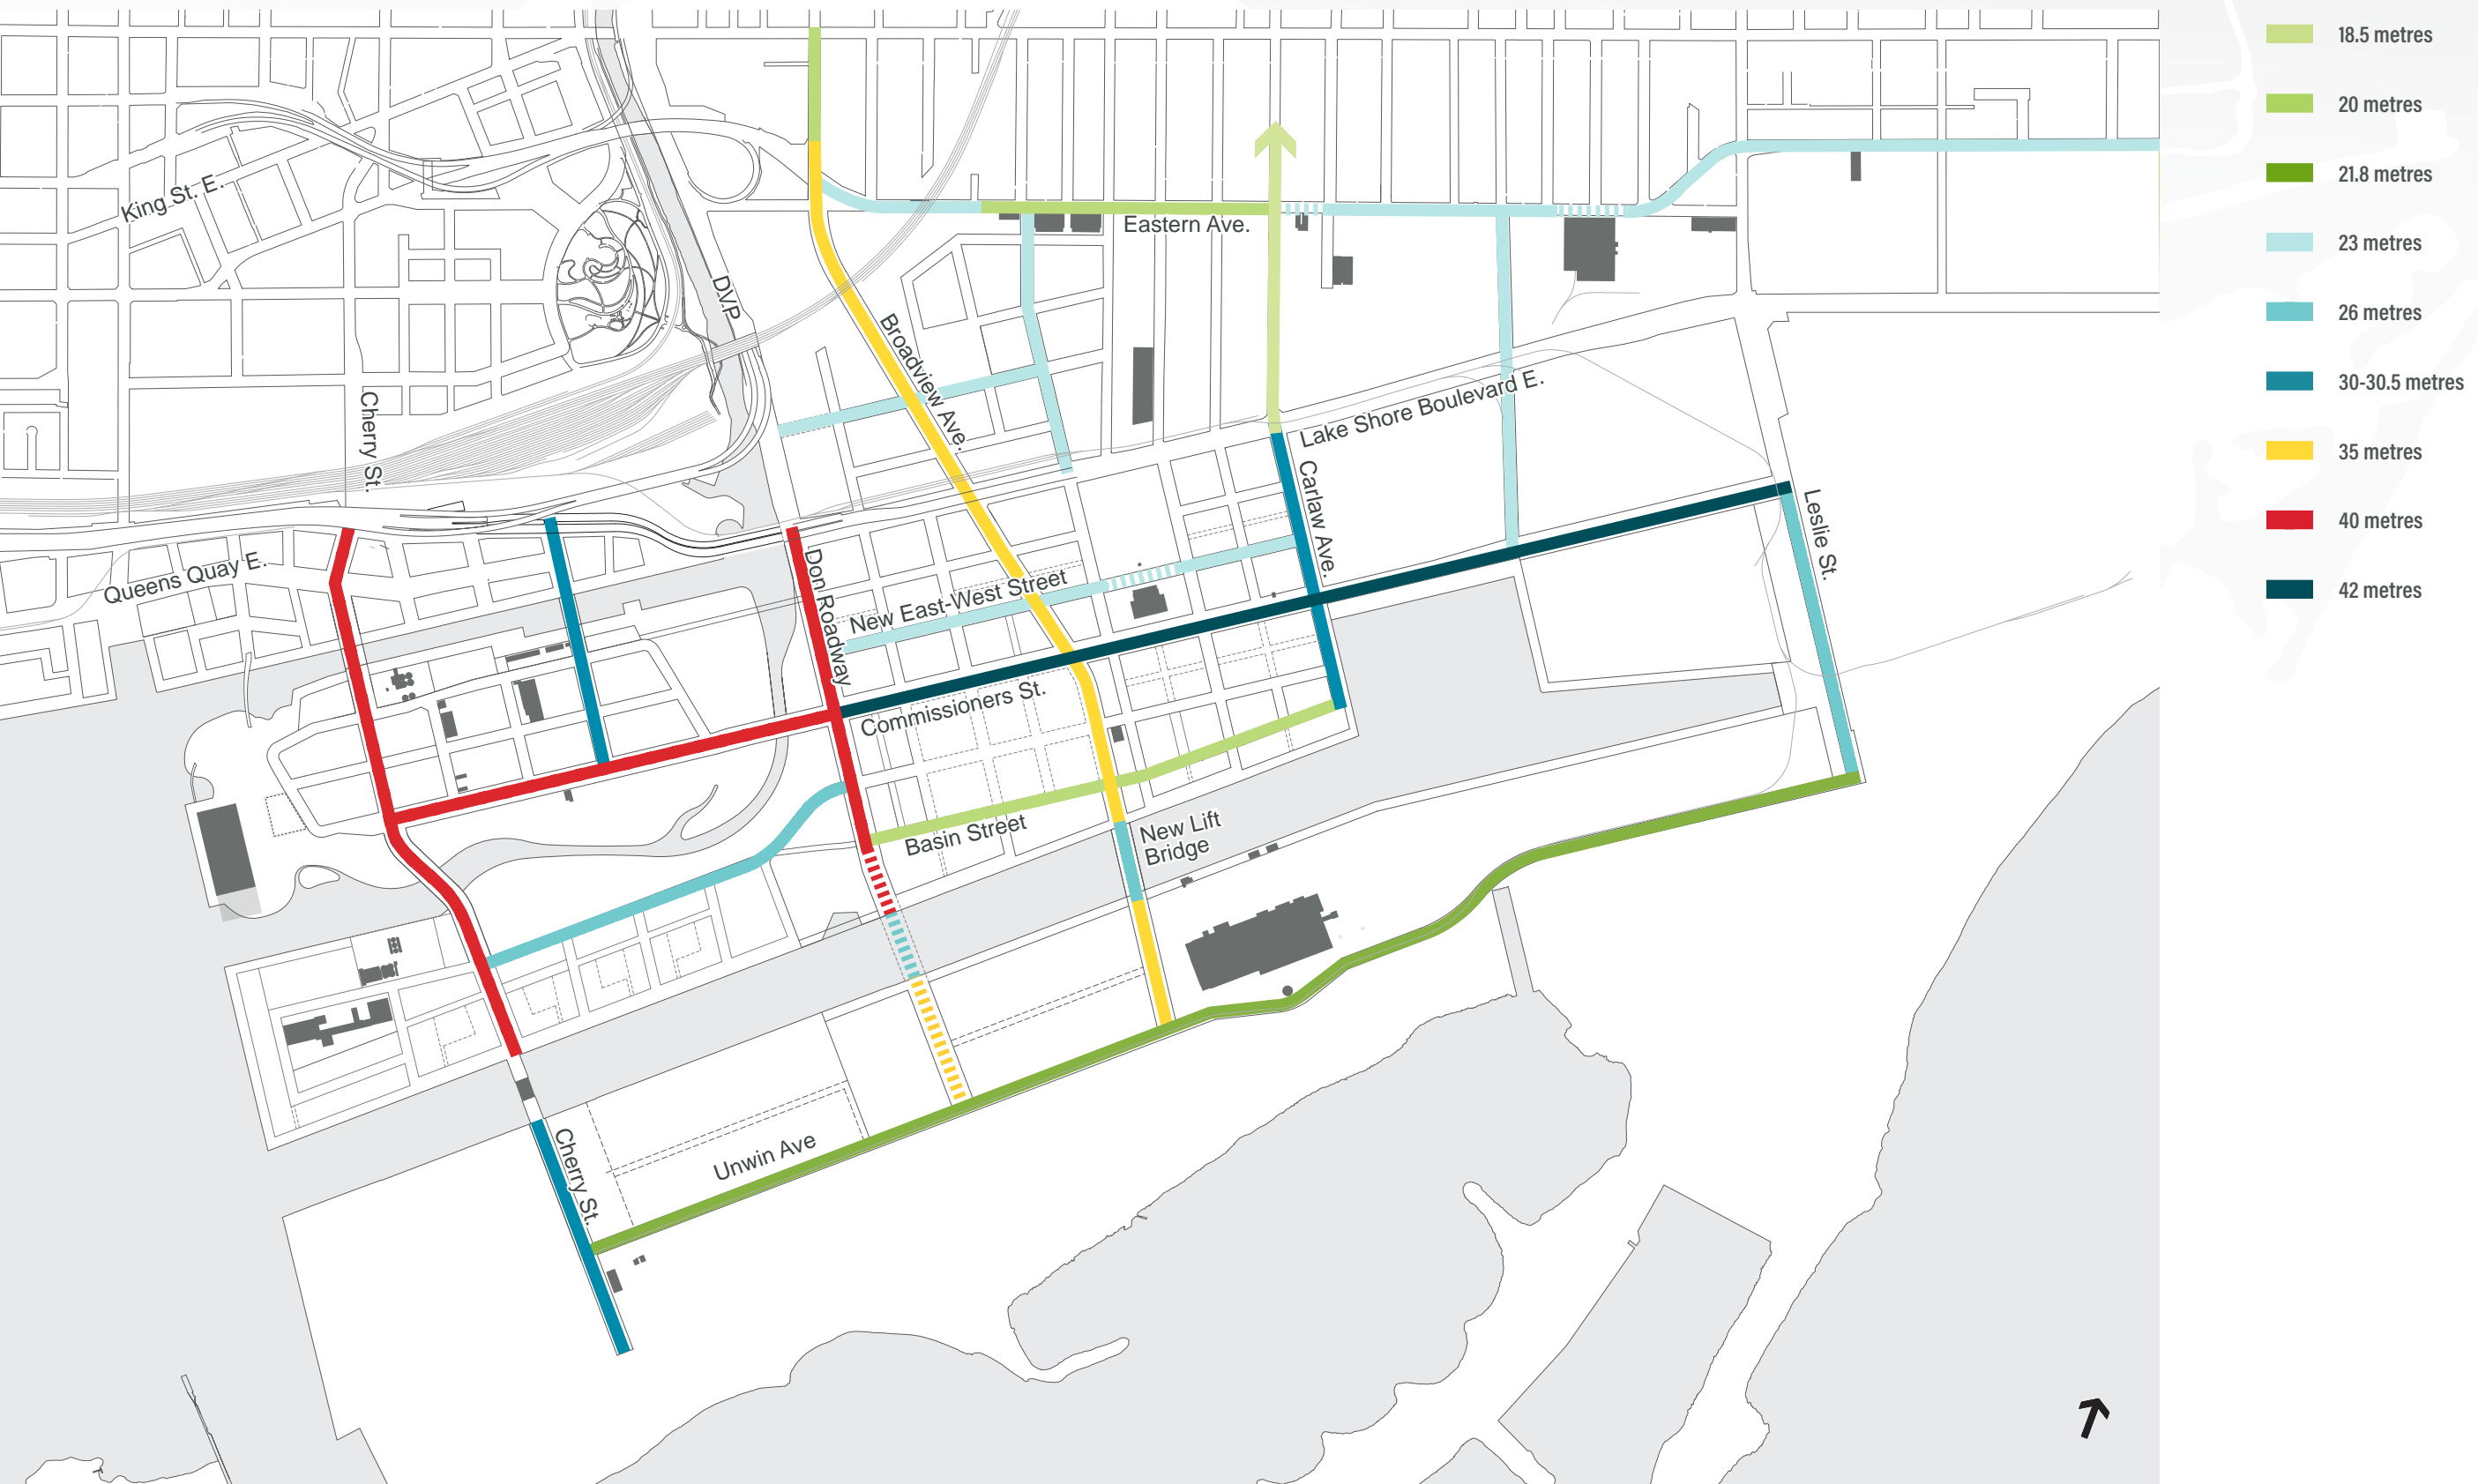 18.5 metres
20 metres
21.8 metres
23 metres
26 metres
30-30.5 metres
35 metres
40 metres
42 metres
King St. E.
Eastern Ave.
DVP
Broadview Ave.
Cherry St.
Lake Shore Boulevard E.
Carlaw Ave.
Leslie St.
Queens Quay E.
Don Roadway
New East-West Street
Commissioners St.
Basin Street
New Lift
Bridge
Unwin Ave
Cherry St.